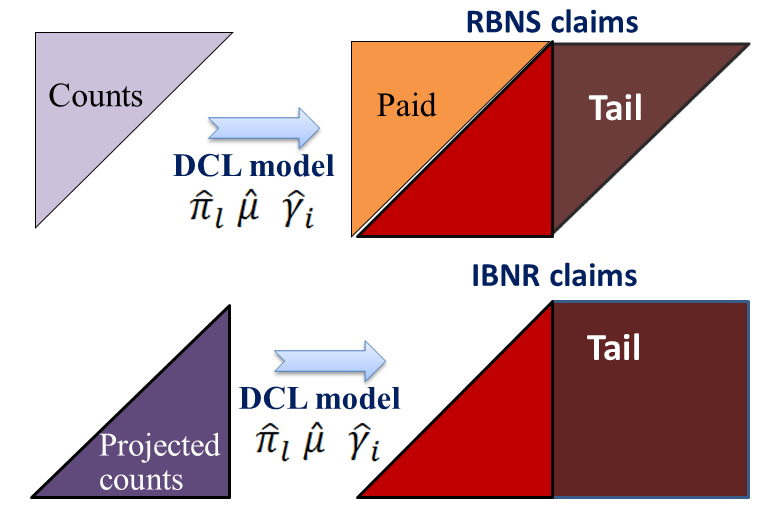 RBNS claims
Counts
Paid
Tail
DCL model
π̂_l μ̂ γ̂_i
IBNR claims
Tail
DCL model
π̂_l μ̂ γ̂_i
Projected
counts